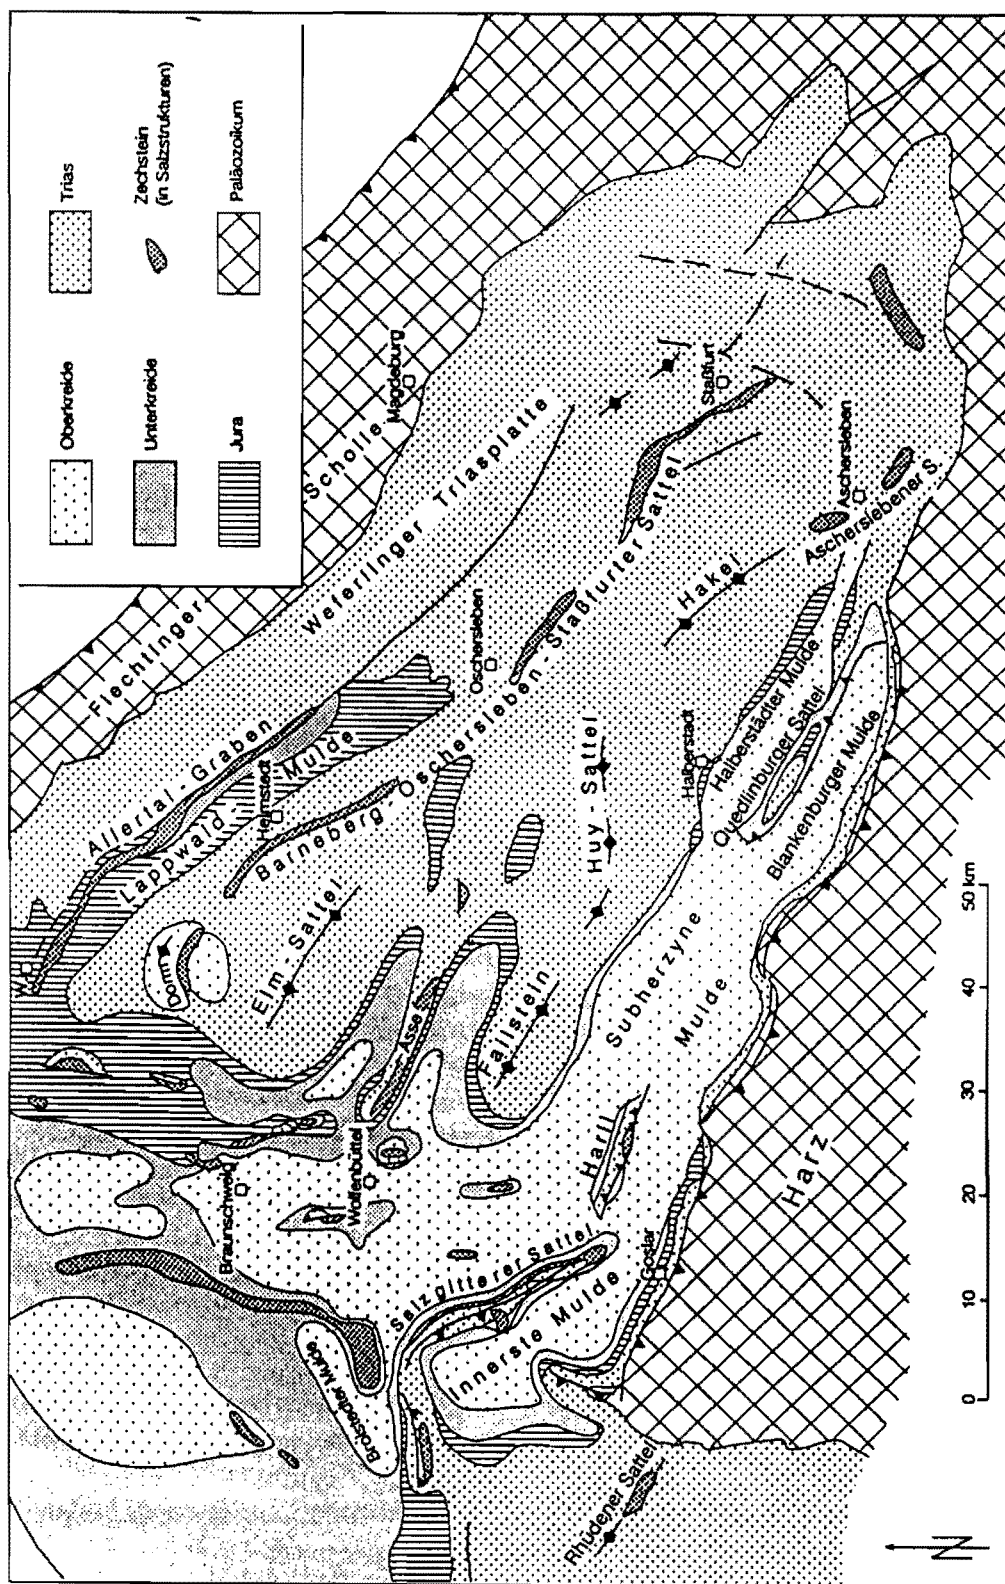 Oberkreide
Unterkreide
Jura
Trias
Zechstein
(in Salzstrukturen)
Paläozoikum
Flechtinger Scholle
Magdeburg
Weferlinger Triasplatte
Allertal-Graben
Lappwald-Mulde
Helmstedt
Barneberg-Oschersleben-Staßfurter Sattel
Oschersleben
Staßfurt
Dorm
Elm-Sattel
Asse
Fallstein
Huy-Sattel
Hakel
Aschersleben
Ascherslebener S.
Halberstadt
Halberstädter Mulde
Quedlinburger Sattel
Blankenburger Mulde
Subherzyne
Mulde
Braunschweig
Wolfenbüttel
Harli
Salzgitterer Sattel
Broistedter Mulde
Innerste Mulde
Goslar
Rhüdener Sattel
Harz
0 10 20 30 40 50 km
N